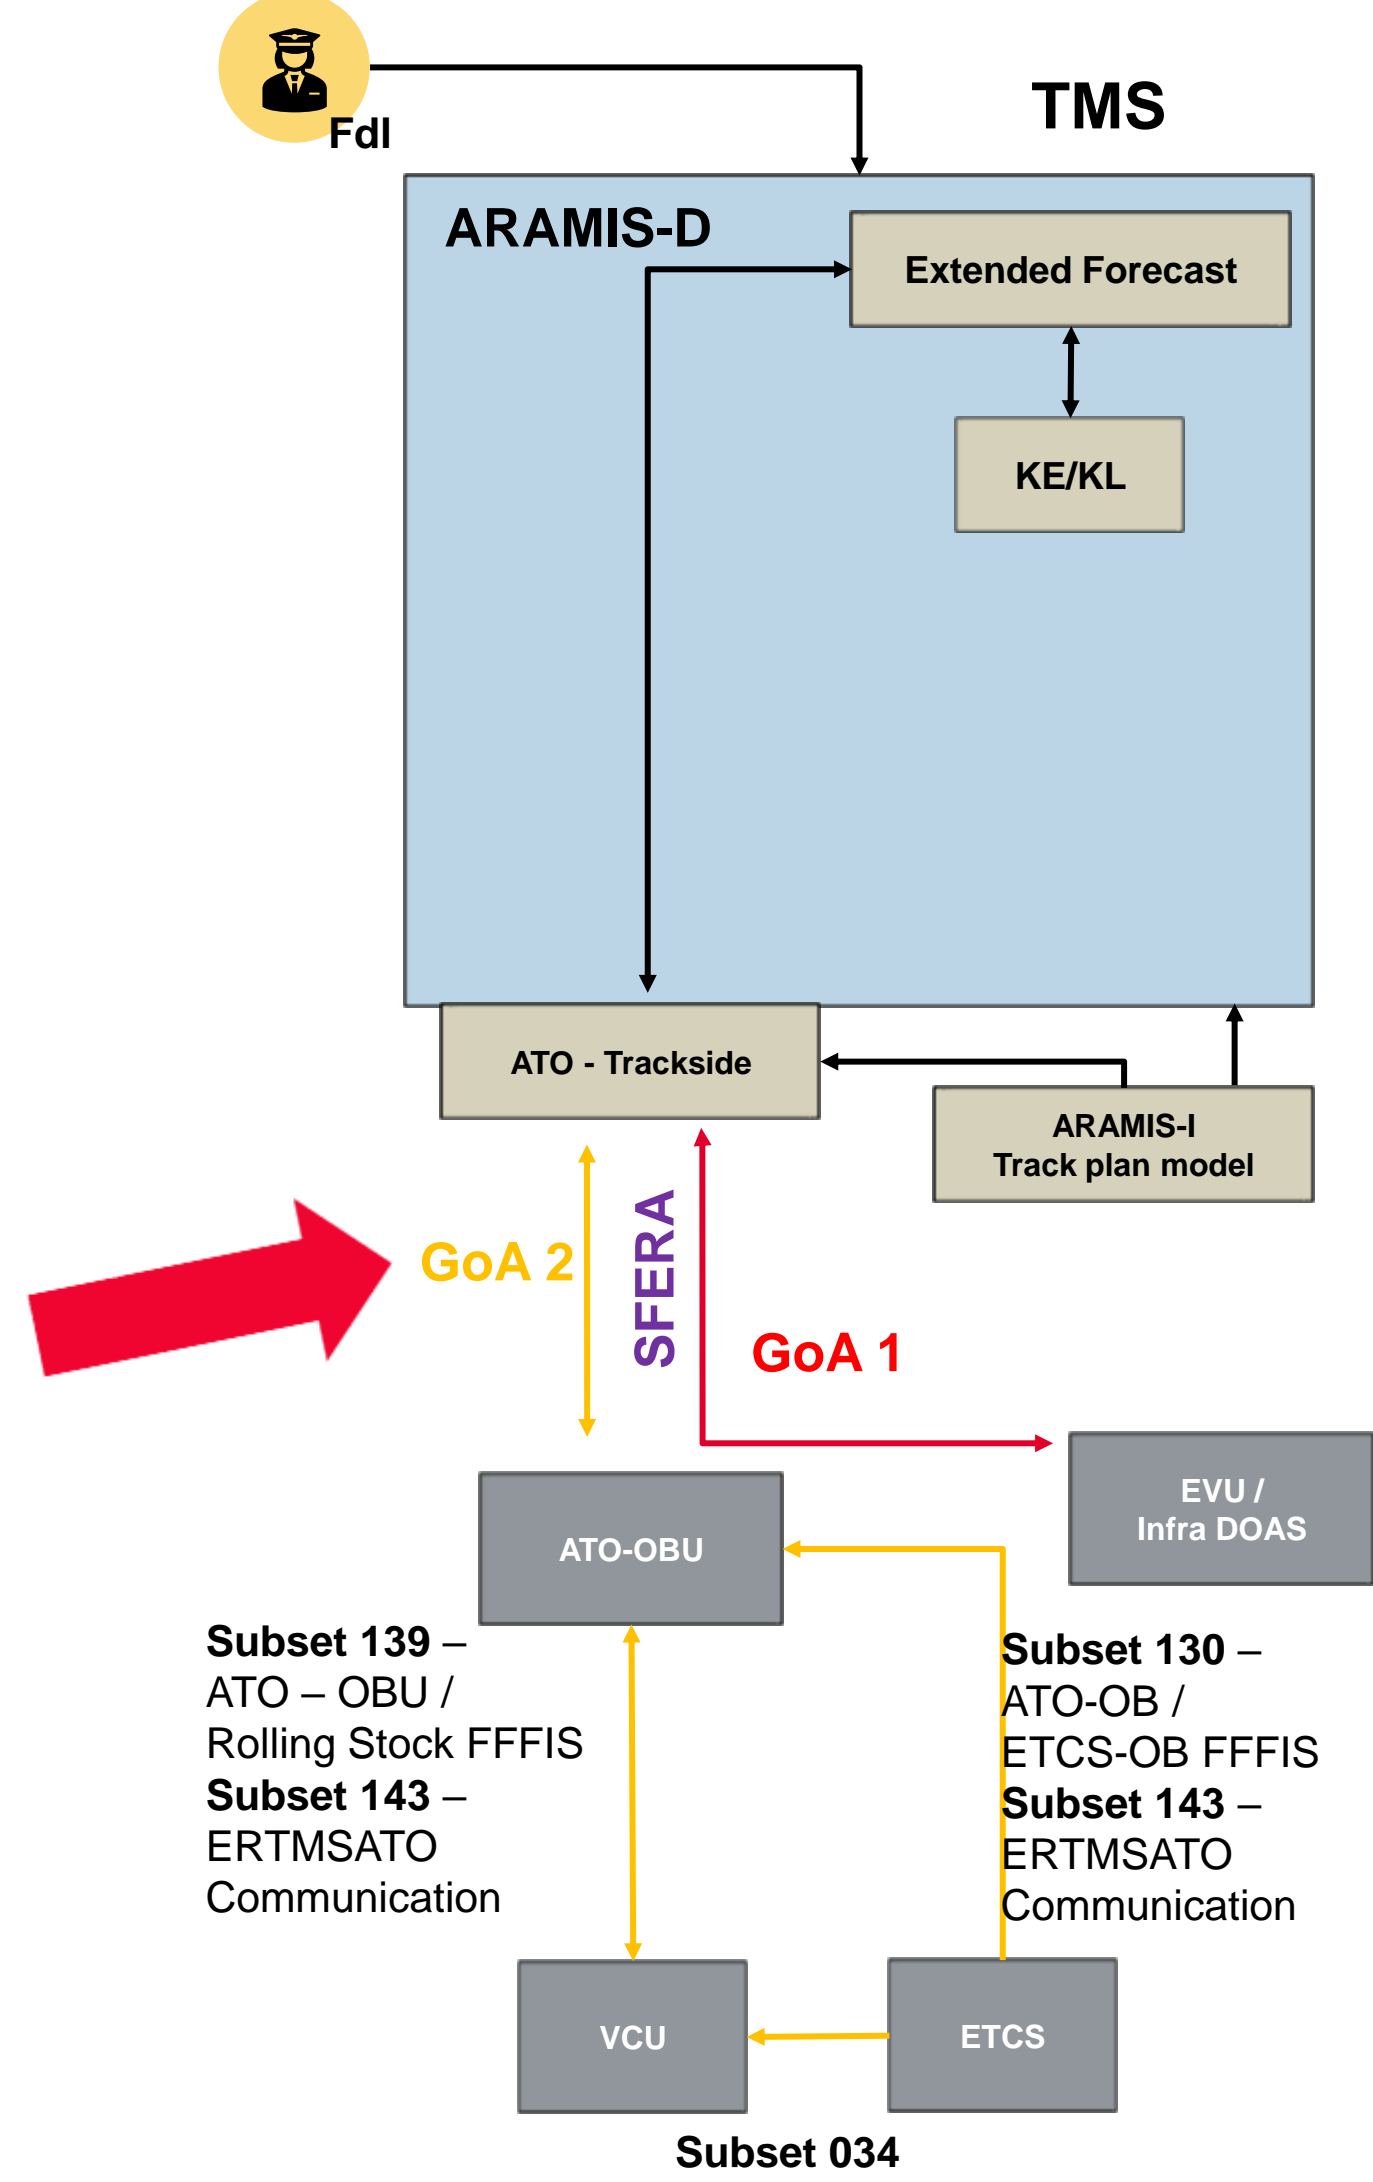 Fdl
TMS
ARAMIS-D
Extended Forecast
KE/KL
ATO - Trackside
ARAMIS-I
Track plan model
GoA 2
SFERA
GoA 1
EVU /
Infra DOAS
ATO-OBU
Subset 139 –
ATO – OBU /
Rolling Stock FFFIS
Subset 143 –
ERTMSATO
Communication
Subset 130 –
ATO-OB /
ETCS-OB FFFIS
Subset 143 –
ERTMSATO
Communication
VCU
ETCS
Subset 034